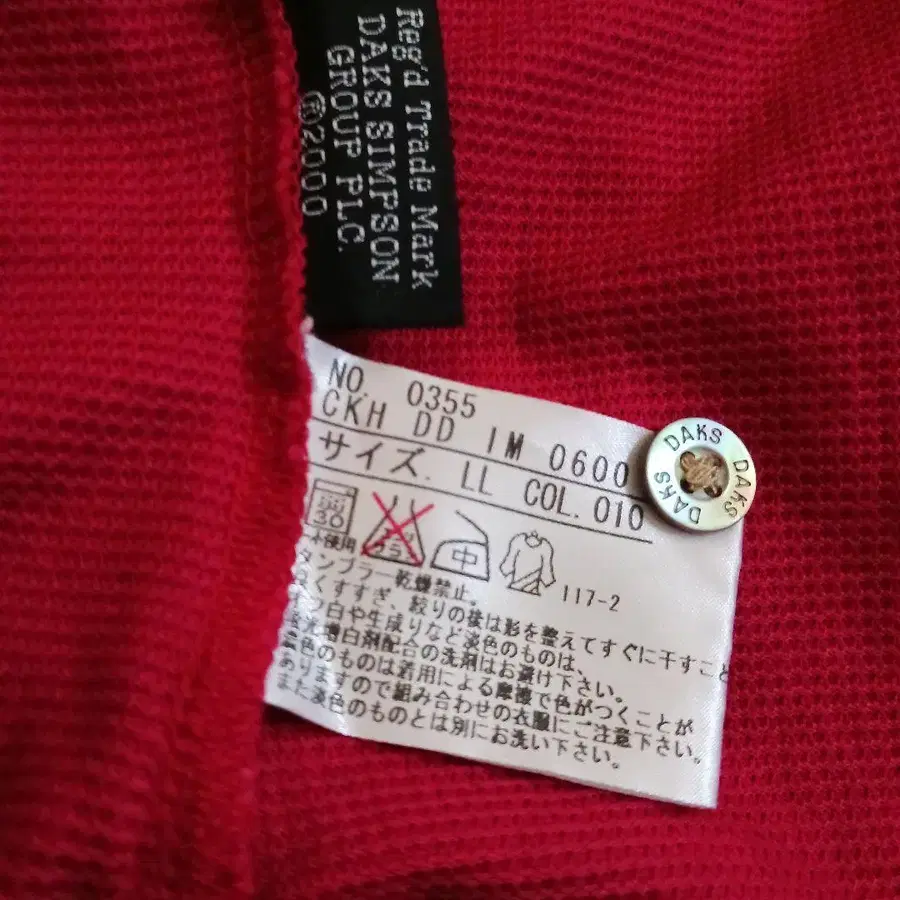 Reg'd Trade Mark
DAKS SIMPSON
GROUP PLC.
©2000
NO. 0355
CKH DD IM 0600
サイズ. LL COL. 010
DAKS DAKS DAKS
30
中
117-2
タンブラー乾燥禁止。
よくすすぎ、絞りの後は形を整えてすぐに干すこと
白や生成りなど淡色のものは、
蛍光増白剤配合の洗剤はお避け下さい。
色のものは着用による摩擦で色がつくことが
ありますので組み合わせの衣服にご注意下さい。
また淡色のものとは別にお洗い下さい。